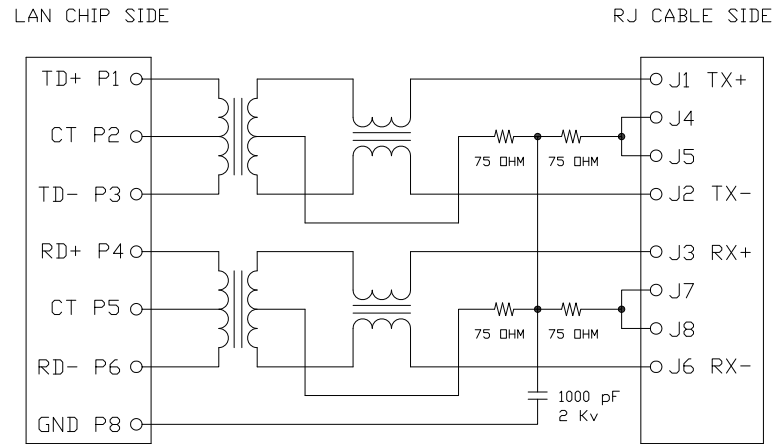 LAN CHIP SIDE
RJ CABLE SIDE
TD+ P1
J1 TX+
J4
CT P2
75 OHM
75 OHM
J5
TD- P3
J2 TX-
RD+ P4
J3 RX+
J7
CT P5
75 OHM
75 OHM
J8
RD- P6
J6 RX-
1000 pF
2 Kv
GND P8